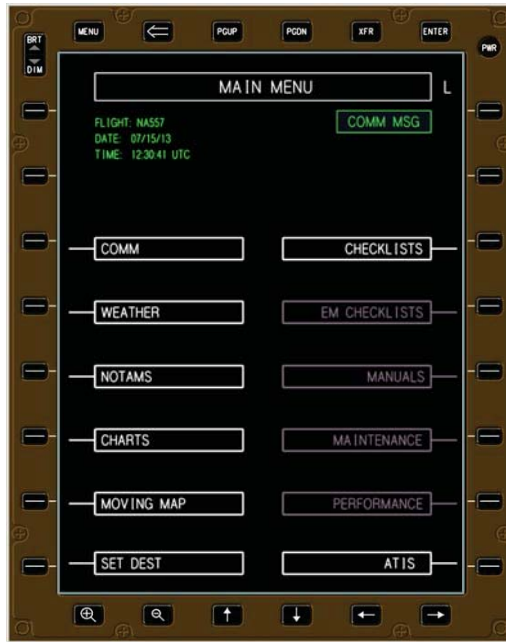 MENU PGUP PGDN XFR ENTER
BRT
DIM
PWR
MAIN MENU L
FLIGHT: NA557 COMM MSG
DATE: 07/15/13
TIME: 12:30:41 UTC
COMM CHECKLISTS
WEATHER EM CHECKLISTS
NOTAMS MANUALS
CHARTS MAINTENANCE
MOVING MAP PERFORMANCE
SET DEST ATIS